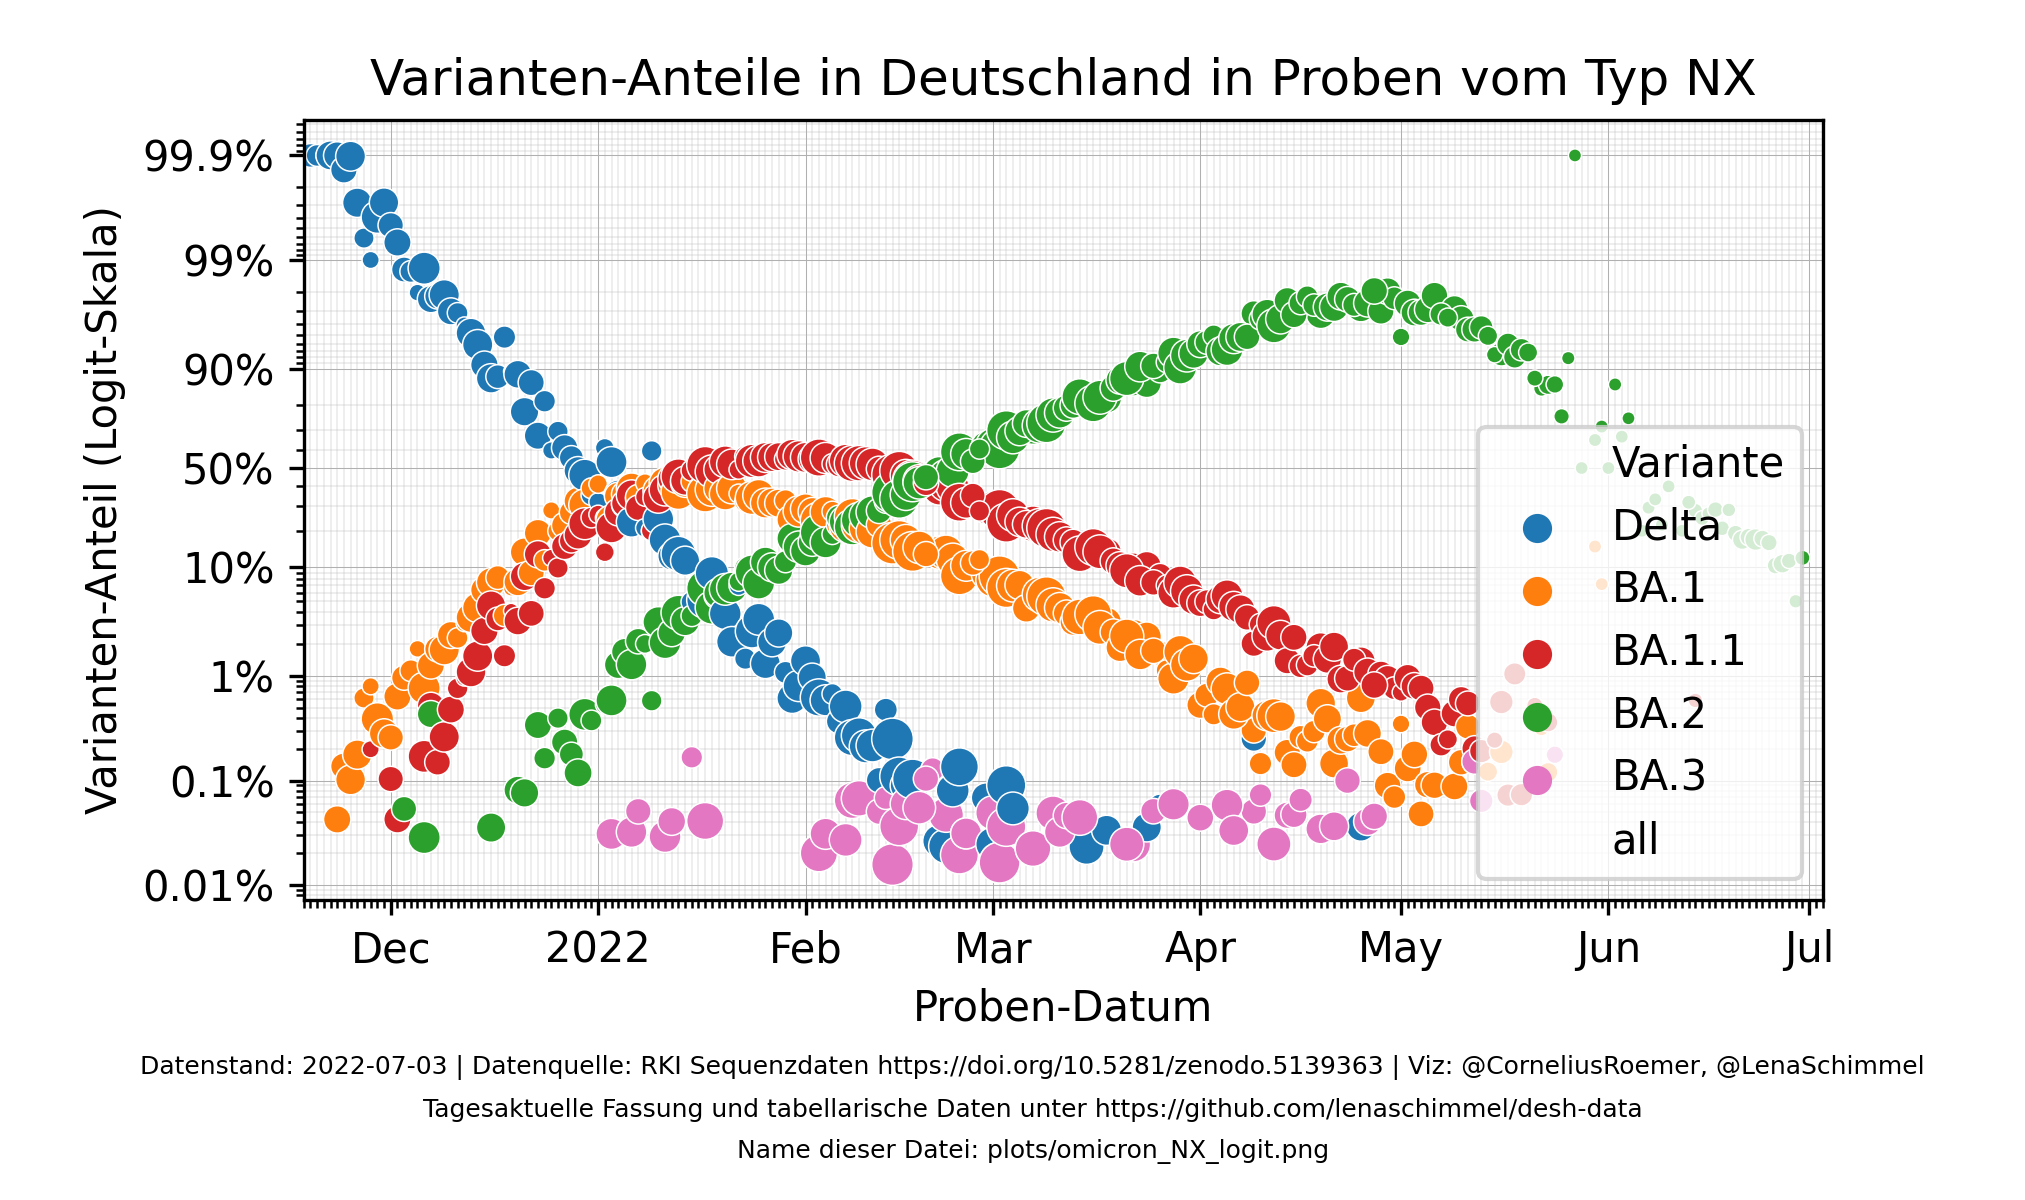 Varianten-Anteile in Deutschland in Proben vom Typ NX
Varianten-Anteil (Logit-Skala)
99.9%
99%
90%
50%
10%
1%
0.1%
0.01%
Variante
Delta
BA.1
BA.1.1
BA.2
BA.3
all
Dec 2022 Feb Mar Apr May Jun Jul
Proben-Datum
Datenstand: 2022-07-03 | Datenquelle: RKI Sequenzdaten https://doi.org/10.5281/zenodo.5139363 | Viz: @CorneliusRoemer, @LenaSchimmel
Tagesaktuelle Fassung und tabellarische Daten unter https://github.com/lenaschimmel/desh-data
Name dieser Datei: plots/omicron_NX_logit.png